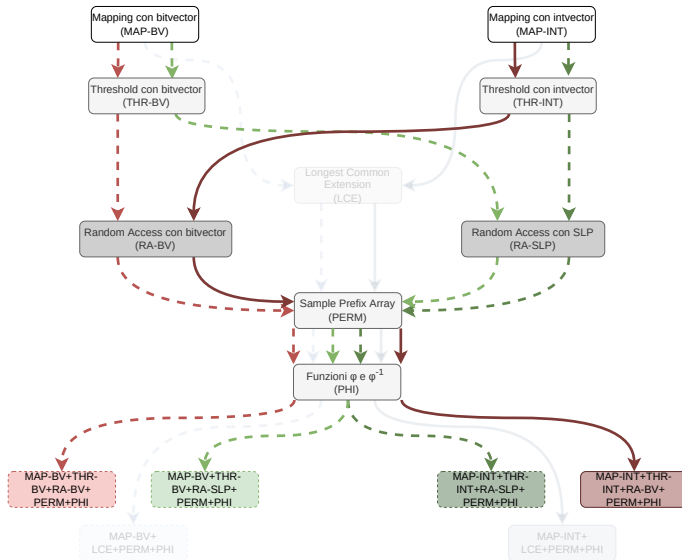 Mapping con bitvector
(MAP-BV)
Mapping con intvector
(MAP-INT)
Threshold con bitvector
(THR-BV)
Threshold con intvector
(THR-INT)
Longest Common
Extension
(LCE)
Random Access con bitvector
(RA-BV)
Random Access con SLP
(RA-SLP)
Sample Prefix Array
(PERM)
Funzioni φ e φ⁻¹
(PHI)
MAP-BV+THR-
BV+RA-BV+
PERM+PHI
MAP-BV+THR-
BV+RA-SLP+
PERM+PHI
MAP-INT+THR-
INT+RA-SLP+
PERM+PHI
MAP-INT+THR-
INT+RA-BV+
PERM+PHI
MAP-BV+
LCE+PERM+PHI
MAP-INT+
LCE+PERM+PHI